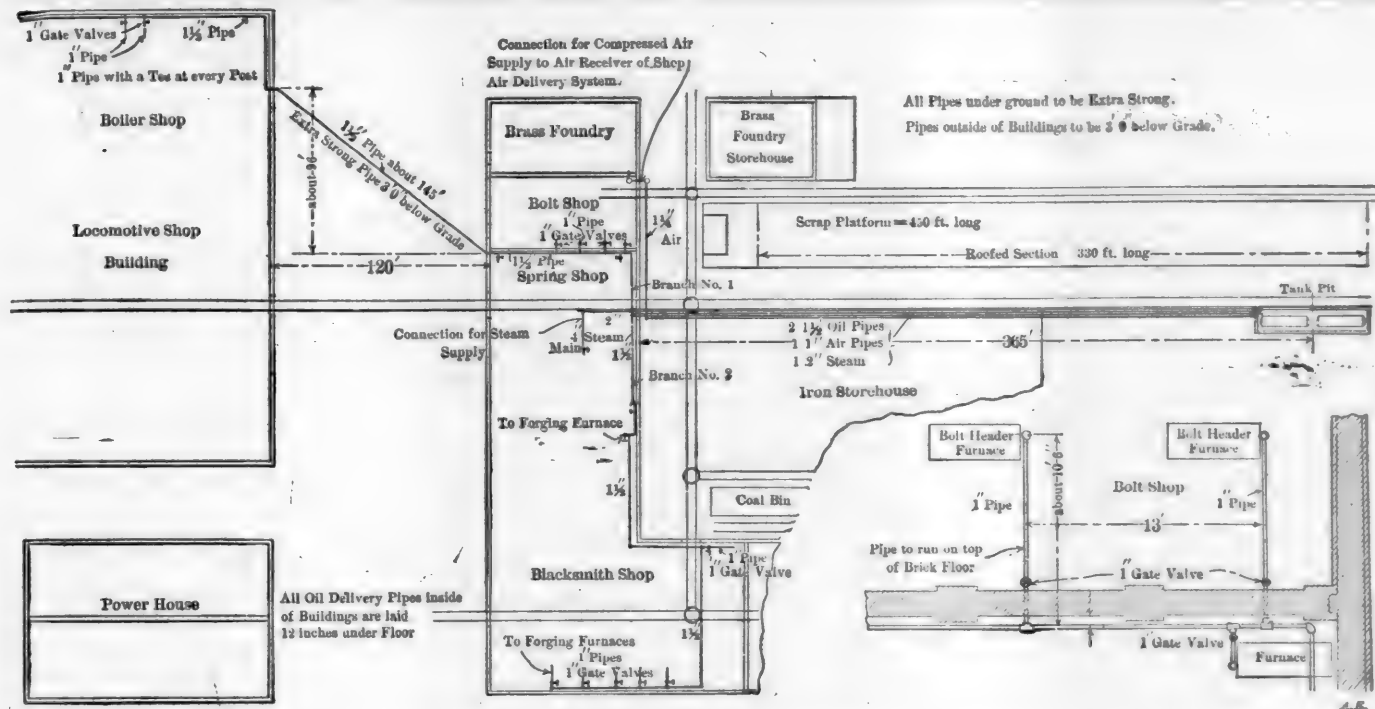 1" Gate Valves
1½" Pipe
1" Pipe
1" Pipe with a Tee at every Post
Boiler Shop
Locomotive Shop
Building
about 96'
1½" Pipe about 145'
Extra Strong Pipe 3'0" below Grade
120'
Connection for Compressed Air
Supply to Air Receiver of Shop
Air Delivery System.
Brass Foundry
Bolt Shop
1" Pipe
1" Gate Valves
1½" Pipe
Spring Shop
1¼"
Air
Branch No. 1
Brass
Foundry
Storehouse
All Pipes under ground to be Extra Strong.
Pipes outside of Buildings to be 3' 0" below Grade.
Scrap Platform = 450 ft. long
Roofed Section 330 ft. long
Tank Pit
Connection for Steam
Supply
2"
4" Steam
Main
1½
Branch No. 2
2 1½" Oil Pipes
1 1" Air Pipes
1 2" Steam
365'
Iron Storehouse
To Forging Furnace
1½"
Coal Bin
1" Pipe
1" Gate Valve
Blacksmith Shop
1½
To Forging Furnaces
1" Pipes
1" Gate Valves
Power House
All Oil Delivery Pipes inside
of Buildings are laid
12 inches under Floor
Bolt Header
Furnace
Bolt Header
Furnace
about 10'6"
Bolt Shop
1" Pipe
1" Pipe
13'
Pipe to run on top
of Brick Floor
1" Gate Valve
1" Gate Valve
Furnace